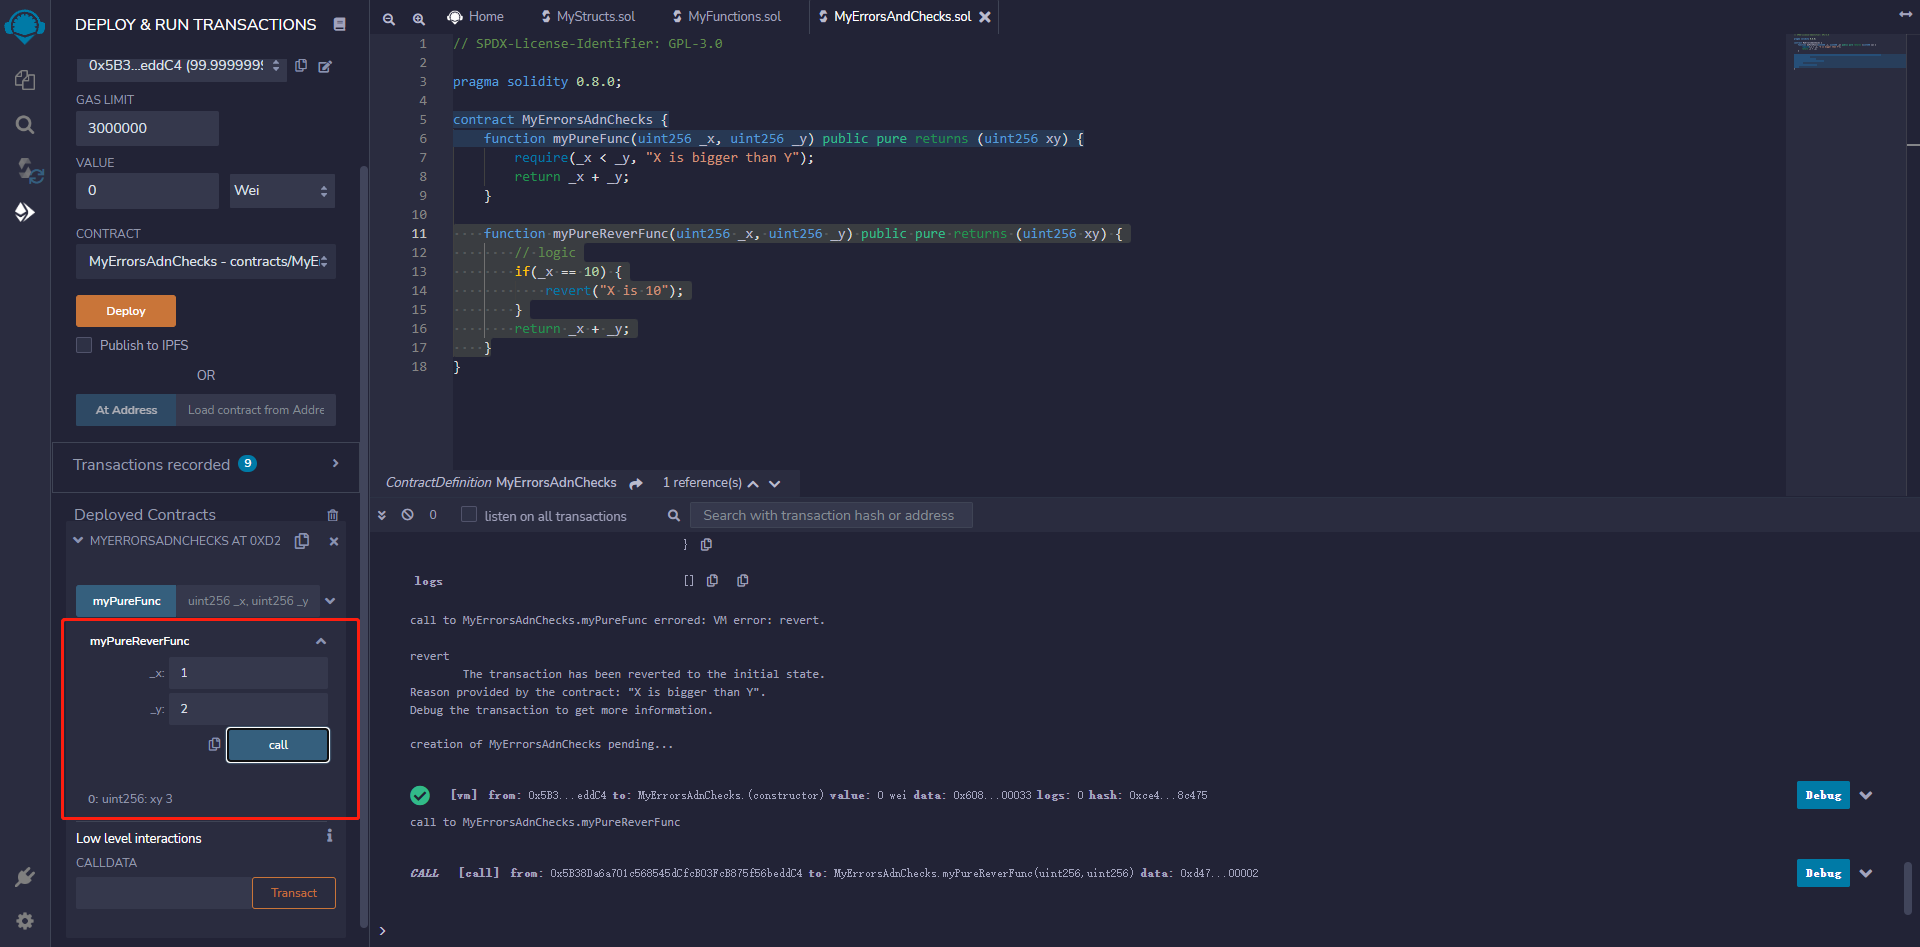 DEPLOY & RUN TRANSACTIONS
0x5B3...eddC4 (99.9999999
GAS LIMIT
3000000
VALUE
0
Wei
CONTRACT
MyErrorsAdnChecks - contracts/MyE
Deploy
Publish to IPFS
OR
At Address
Load contract from Addre
Transactions recorded 9
Deployed Contracts
MYERRORSADNCHECKS AT 0XD2
myPureFunc
uint256 _x, uint256 _y
myPureReverFunc
_x: 1
_y: 2
call
0: uint256: xy 3
Low level interactions
CALLDATA
Transact
Home
MyStructs.sol
MyFunctions.sol
MyErrorsAndChecks.sol
1 // SPDX-License-Identifier: GPL-3.0
2
3 pragma solidity 0.8.0;
4
5 contract MyErrorsAdnChecks {
6 function myPureFunc(uint256 _x, uint256 _y) public pure returns (uint256 xy) {
7 require(_x < _y, "X is bigger than Y");
8 return _x + _y;
9 }
10
11 function myPureReverFunc(uint256 _x, uint256 _y) public pure returns (uint256 xy) {
12 // logic
13 if(_x == 10) {
14 revert("X is 10");
15 }
16 return _x + _y;
17 }
18 }
ContractDefinition MyErrorsAdnChecks 1 reference(s)
0
listen on all transactions
Search with transaction hash or address
}
logs []
call to MyErrorsAdnChecks.myPureFunc errored: VM error: revert.
revert
The transaction has been reverted to the initial state.
Reason provided by the contract: "X is bigger than Y".
Debug the transaction to get more information.
creation of MyErrorsAdnChecks pending...
[vm] from: 0x5B3...eddC4 to: MyErrorsAdnChecks.(constructor) value: 0 wei data: 0x608...00033 logs: 0 hash: 0xce4...8c475
Debug
call to MyErrorsAdnChecks.myPureReverFunc
CALL [call] from: 0x5B38Da6a701c568545dCfcB03FcB875f56beddC4 to: MyErrorsAdnChecks.myPureReverFunc(uint256,uint256) data: 0xd47...00002
Debug
>